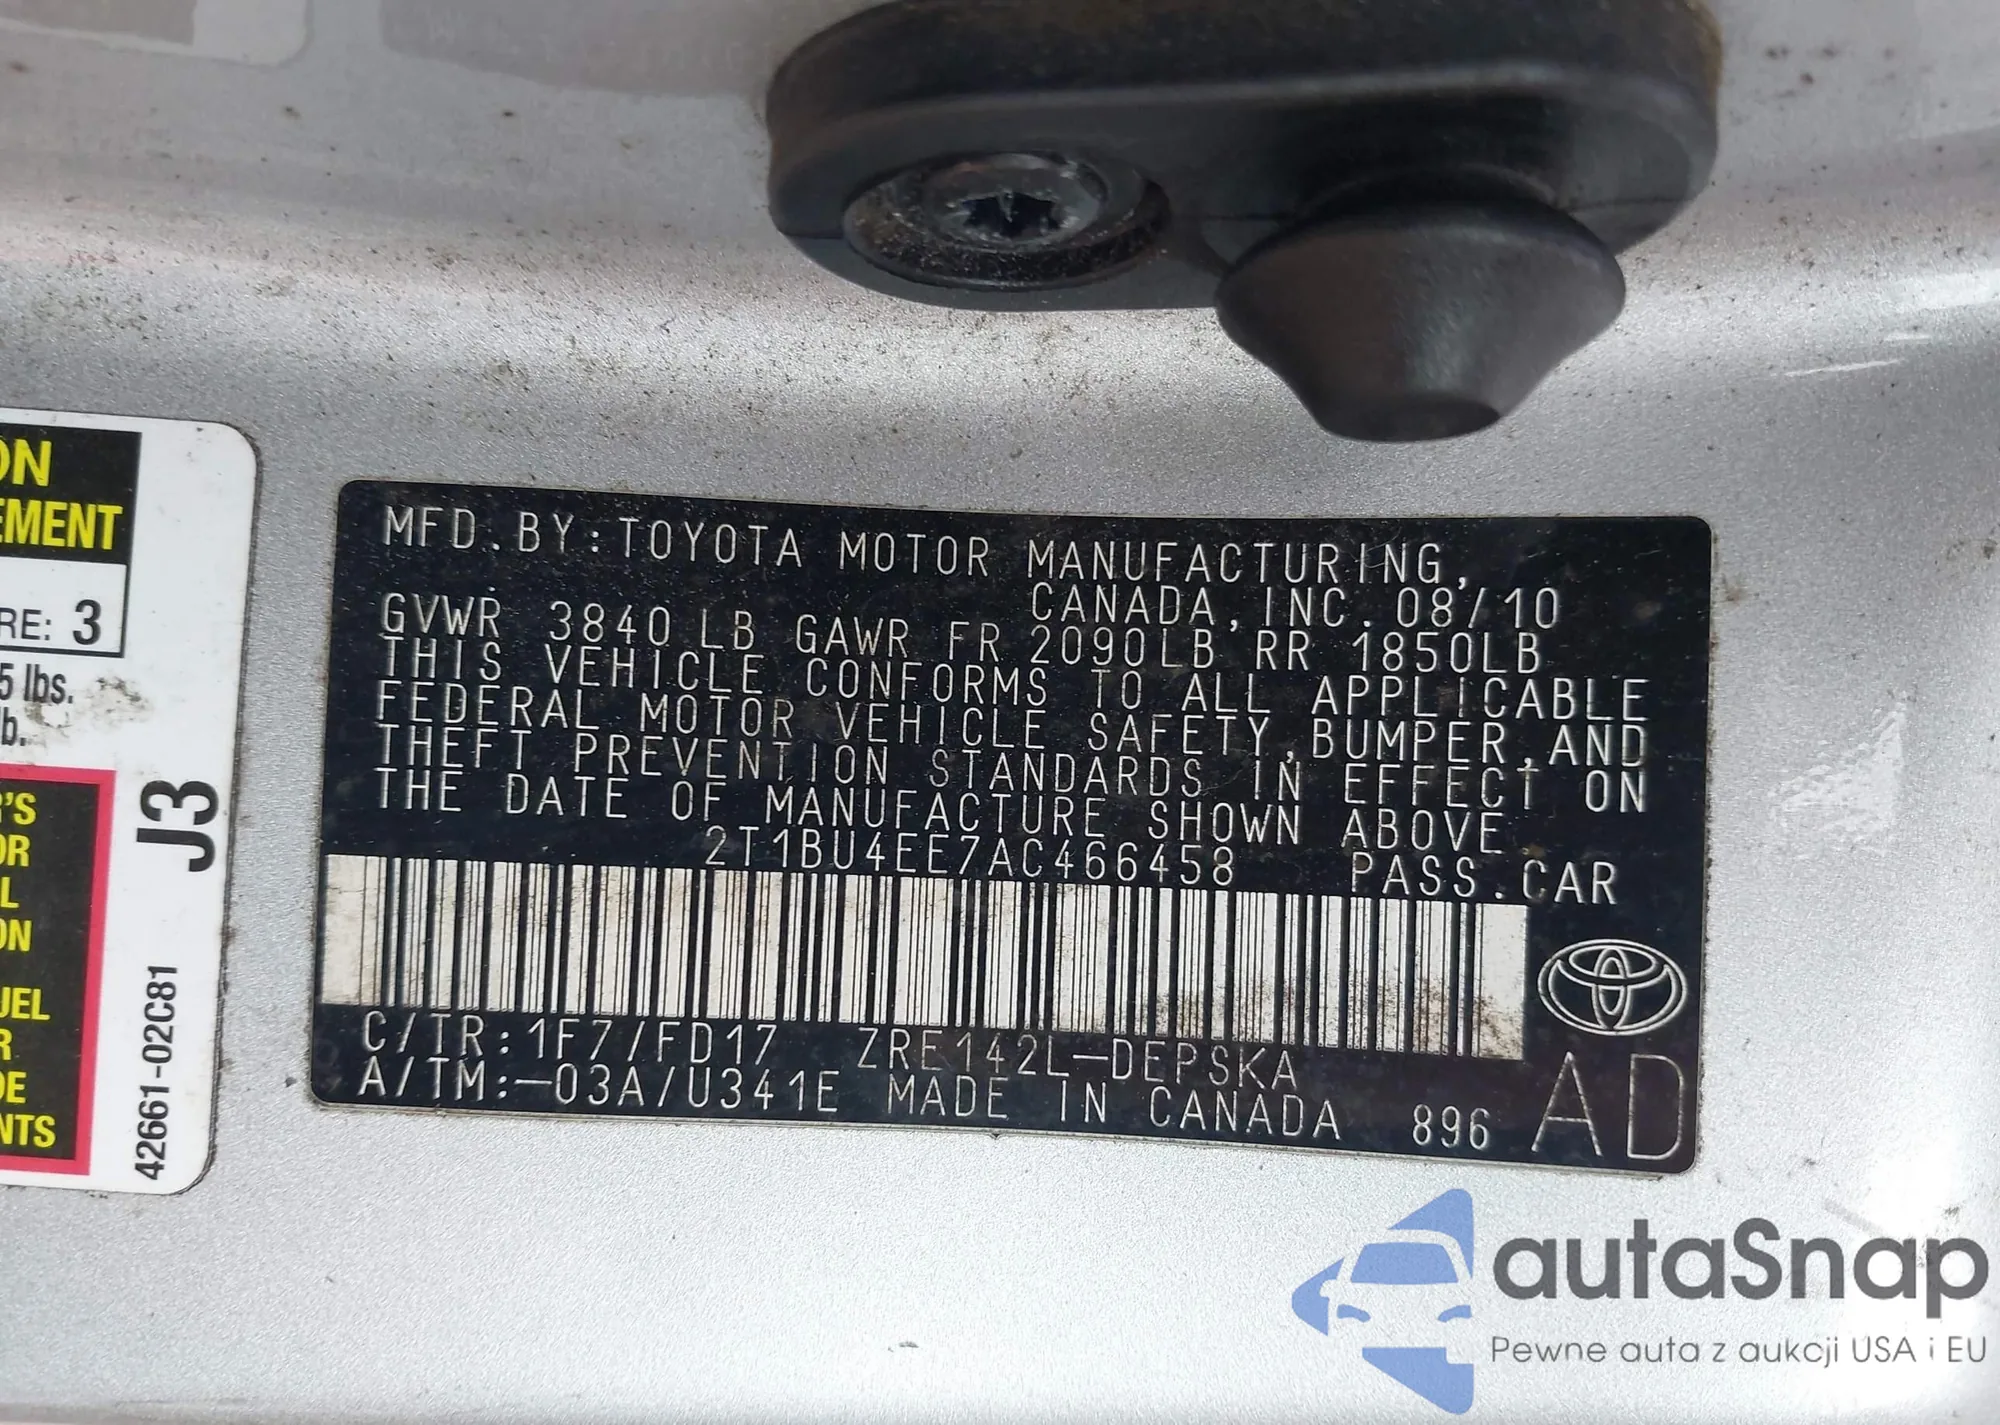 ON
EMENT
RE: 3
5 lbs.
lb.
R'S
OR
L
ON
UEL
R
DE
NTS
J3
42661-02C81
MFD.BY:TOYOTA MOTOR MANUFACTURING,
CANADA,INC.08/10
GVWR 3840LB GAWR FR 2090LB RR 1850LB
THIS VEHICLE CONFORMS TO ALL APPLICABLE
FEDERAL MOTOR VEHICLE SAFETY,BUMPER,AND
THEFT PREVENTION STANDARDS IN EFFECT ON
THE DATE OF MANUFACTURE SHOWN ABOVE.
2T1BU4EE7AC466458 PASS.CAR
C/TR:1F7/FD17 ZRE142L-DEPSKA
A/TM:-03A/U341E MADE IN CANADA 896 AD
autaSnap
Pewne auta z aukcji USA i EU